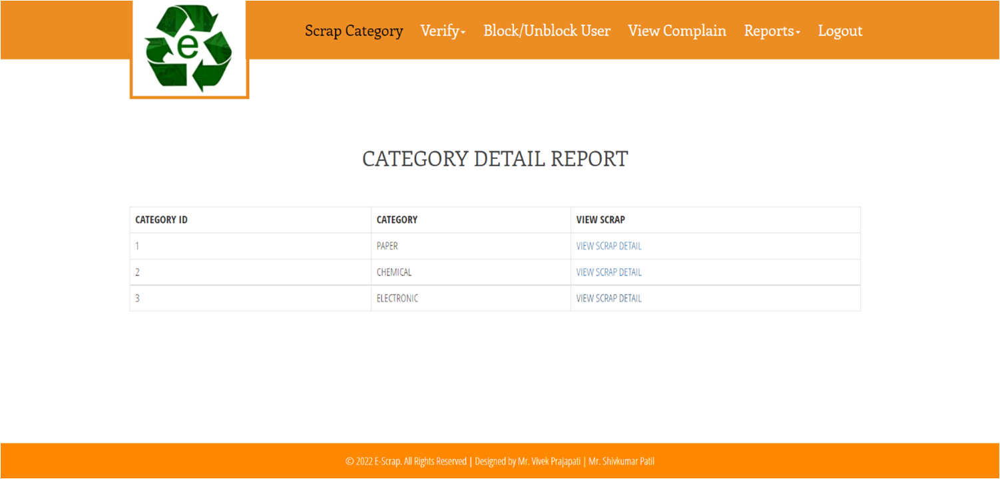 e
Scrap Category Verify Block/Unblock User View Complain Reports Logout
CATEGORY DETAIL REPORT
CATEGORY ID CATEGORY VIEW SCRAP
1 PAPER VIEW SCRAP DETAIL
2 CHEMICAL VIEW SCRAP DETAIL
3 ELECTRONIC VIEW SCRAP DETAIL
© 2022 E-Scrap. All Rights Reserved | Designed by Mr. Vivek Prajapati | Mr. Shivkumar Patil